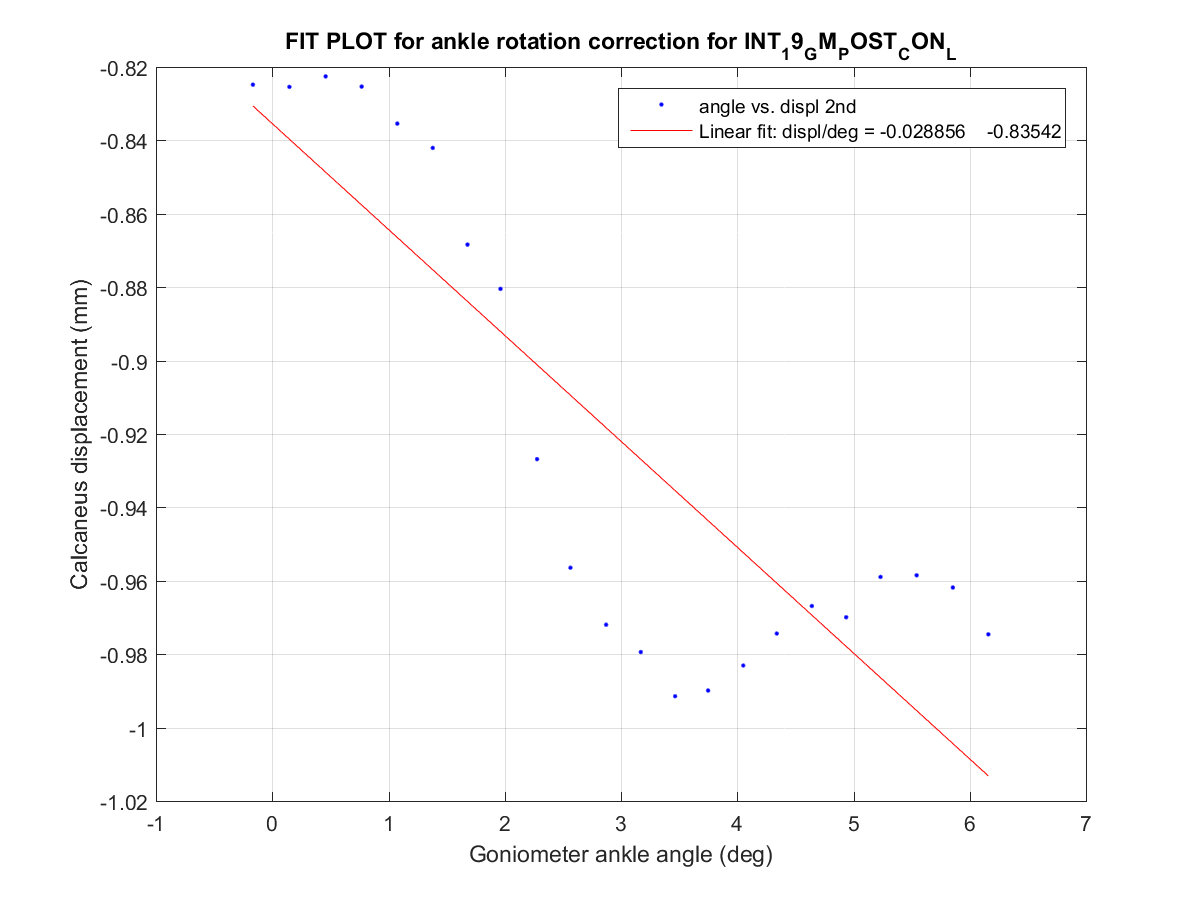 FIT PLOT for ankle rotation correction for INT₁9_GM_POST_CON_L
-0.82
angle vs. displ 2nd
Linear fit: displ/deg = -0.028856 -0.83542
-0.84
-0.86
-0.88
-0.9
-0.92
-0.94
-0.96
-0.98
-1
-1.02
Calcaneus displacement (mm)
-1 0 1 2 3 4 5 6 7
Goniometer ankle angle (deg)